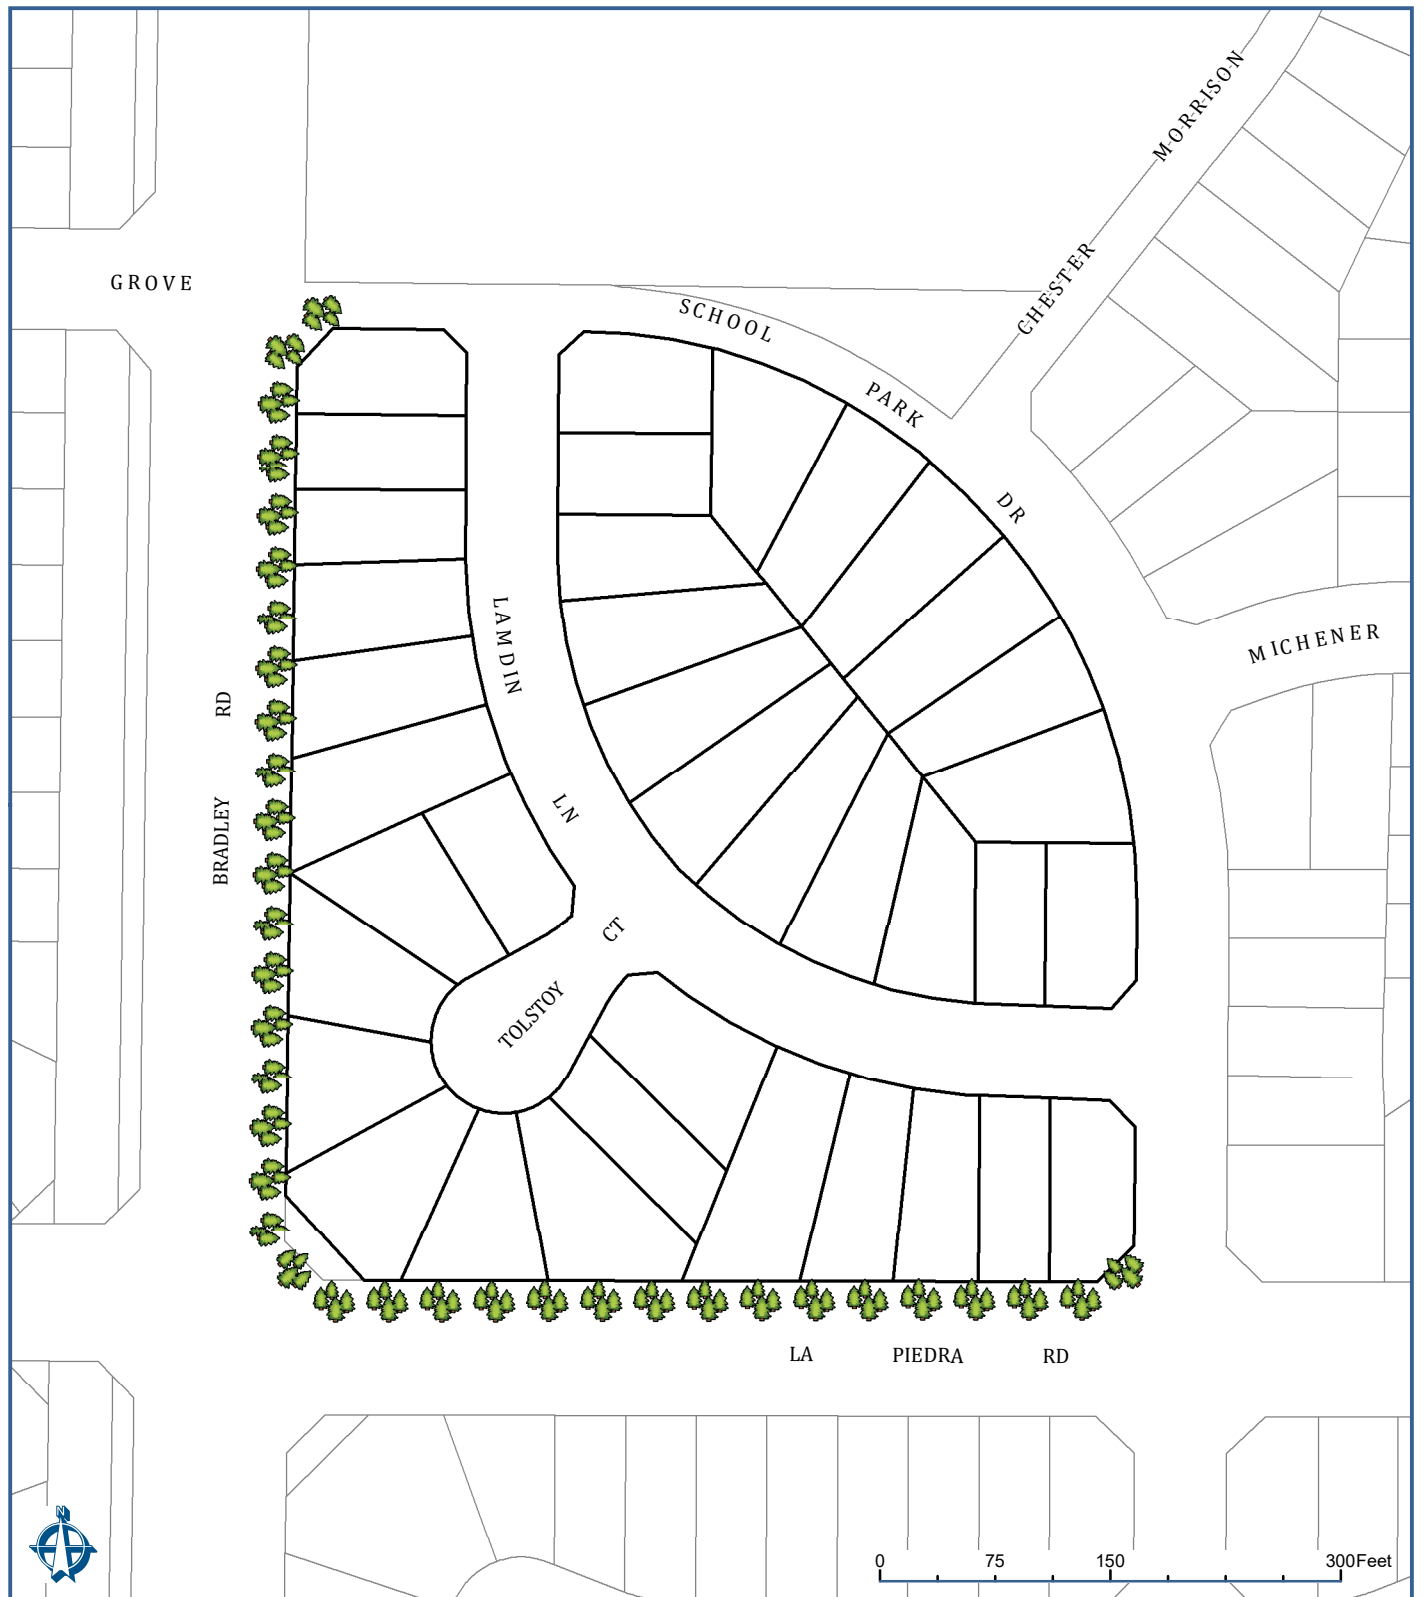 GROVE
SCHOOL
PARK
DR
CHESTER
MORRISON
MICHENER
LAMDIN
LN
BRADLEY
RD
TOLSTOY
CT
LA PIEDRA RD
N
0 75 150 300Feet